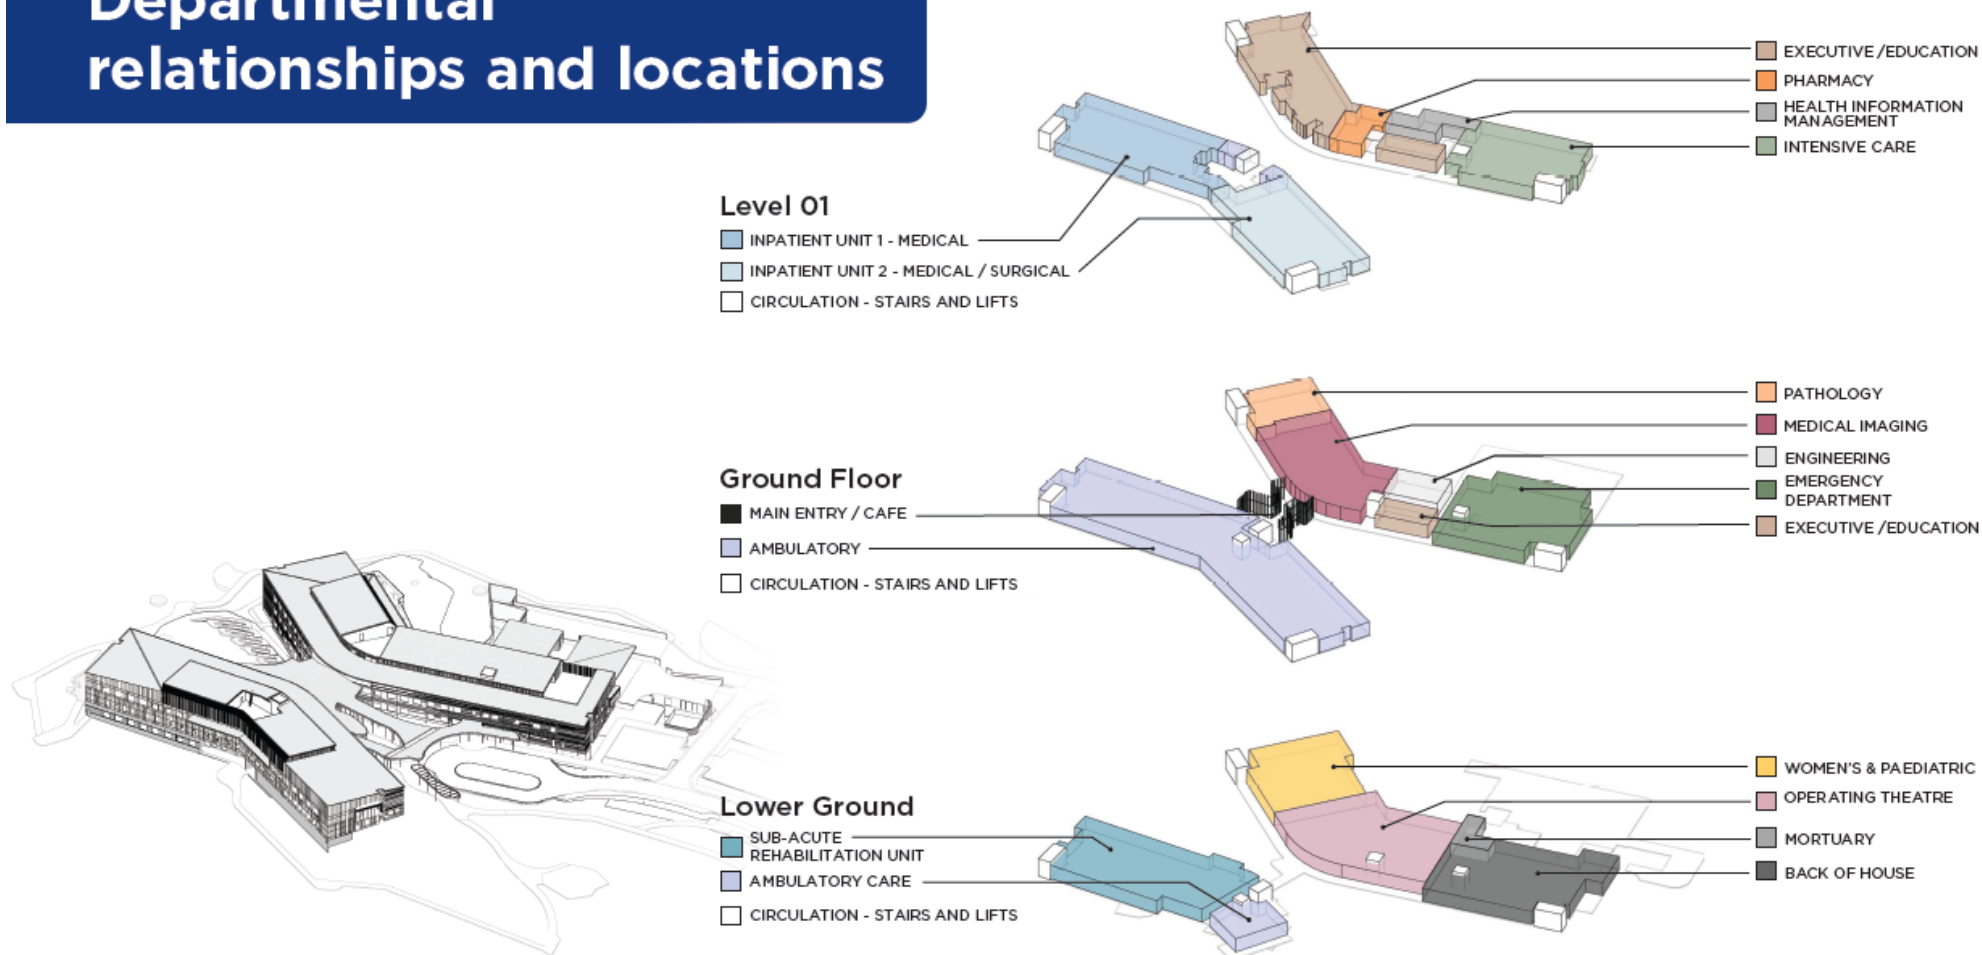 Departmental
relationships and locations
Level 01
INPATIENT UNIT 1 - MEDICAL
INPATIENT UNIT 2 - MEDICAL / SURGICAL
CIRCULATION - STAIRS AND LIFTS
EXECUTIVE /EDUCATION
PHARMACY
HEALTH INFORMATION
MANAGEMENT
INTENSIVE CARE
Ground Floor
MAIN ENTRY / CAFE
AMBULATORY
CIRCULATION - STAIRS AND LIFTS
PATHOLOGY
MEDICAL IMAGING
ENGINEERING
EMERGENCY
DEPARTMENT
EXECUTIVE /EDUCATION
Lower Ground
SUB-ACUTE
REHABILITATION UNIT
AMBULATORY CARE
CIRCULATION - STAIRS AND LIFTS
WOMEN'S & PAEDIATRIC
OPERATING THEATRE
MORTUARY
BACK OF HOUSE